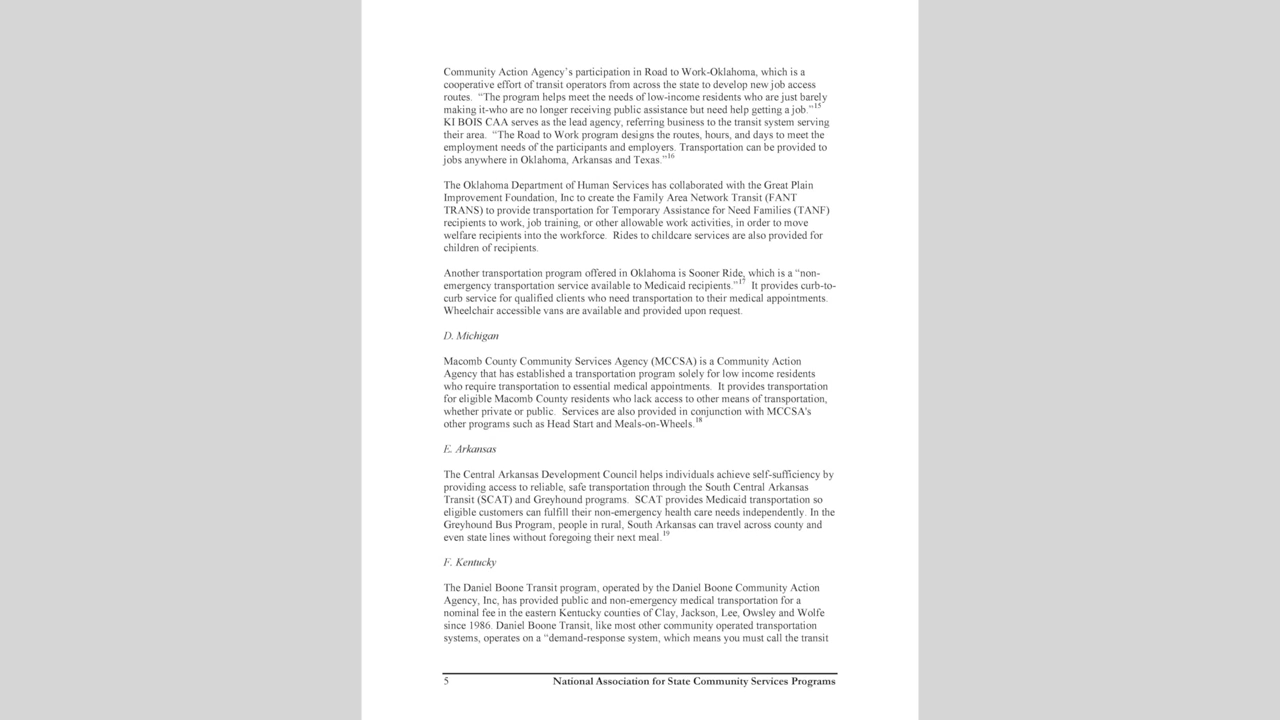 Community Action Agency's participation in Road to Work-Oklahoma, which is a
cooperative effort of transit operators from across the state to develop new job access
routes.  "The program helps meet the needs of low-income residents who are just barely
making it-who are no longer receiving public assistance but need help getting a job."15
KI BOIS CAA serves as the lead agency, referring business to the transit system serving
their area.  "The Road to Work program designs the routes, hours, and days to meet the
employment needs of the participants and employers. Transportation can be provided to
jobs anywhere in Oklahoma, Arkansas and Texas."16
The Oklahoma Department of Human Services has collaborated with the Great Plain
Improvement Foundation, Inc to create the Family Area Network Transit (FANT
TRANS) to provide transportation for Temporary Assistance for Need Families (TANF)
recipients to work, job training, or other allowable work activities, in order to move
welfare recipients into the workforce.  Rides to childcare services are also provided for
children of recipients.
Another transportation program offered in Oklahoma is Sooner Ride, which is a "non-
emergency transportation service available to Medicaid recipients."17  It provides curb-to-
curb service for qualified clients who need transportation to their medical appointments.
Wheelchair accessible vans are available and provided upon request.
D. Michigan
Macomb County Community Services Agency (MCCSA) is a Community Action
Agency that has established a transportation program solely for low income residents
who require transportation to essential medical appointments.  It provides transportation
for eligible Macomb County residents who lack access to other means of transportation,
whether private or public.  Services are also provided in conjunction with MCCSA's
other programs such as Head Start and Meals-on-Wheels.18
E. Arkansas
The Central Arkansas Development Council helps individuals achieve self-sufficiency by
providing access to reliable, safe transportation through the South Central Arkansas
Transit (SCAT) and Greyhound programs.  SCAT provides Medicaid transportation so
eligible customers can fulfill their non-emergency health care needs independently. In the
Greyhound Bus Program, people in rural, South Arkansas can travel across county and
even state lines without foregoing their next meal.19
F. Kentucky
The Daniel Boone Transit program, operated by the Daniel Boone Community Action
Agency, Inc, has provided public and non-emergency medical transportation for a
nominal fee in the eastern Kentucky counties of Clay, Jackson, Lee, Owsley and Wolfe
since 1986. Daniel Boone Transit, like most other community operated transportation
systems, operates on a "demand-response system, which means you must call the transit
5 National Association for State Community Services Programs